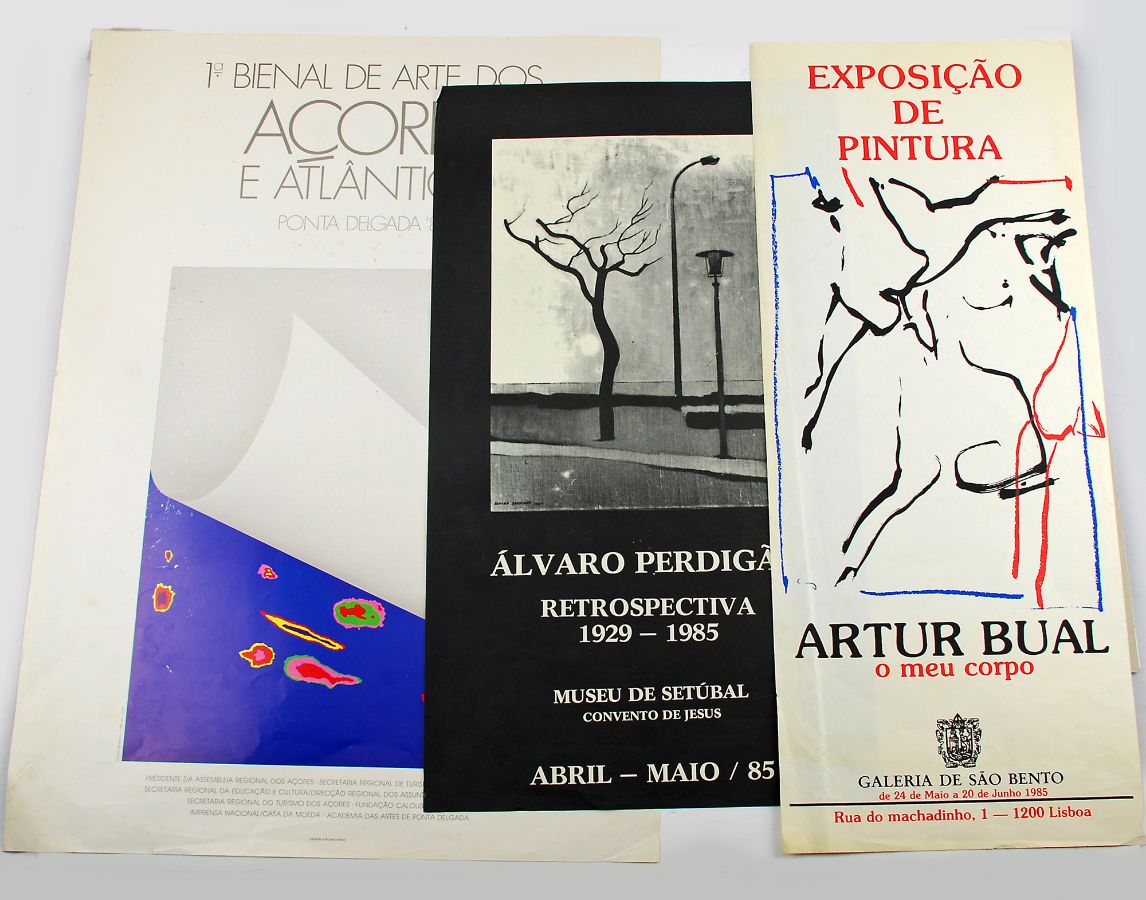 1ª BIENAL DE ARTE DOS
AÇOR
E ATLÂNTIC
PONTA DELGADA '8
PRESIDENTE DA ASSEMBLEIA REGIONAL DOS AÇORES - SECRETARIA REGIONAL DE TURIS
SECRETARIA REGIONAL DA EDUCAÇÃO E CULTURA/DIRECÇÃO REGIONAL DOS ASSUN
SECRETARIA REGIONAL DO TURISMO DOS AÇORES - FUNDAÇÃO CALOUS
IMPRENSA NACIONAL/CASA DA MOEDA - ACADEMIA DAS ARTES DE PONTA DELGADA
ÁLVARO PERDIGÃ
RETROSPECTIVA
1929 – 1985
MUSEU DE SETÚBAL
CONVENTO DE JESUS
ABRIL – MAIO / 85
EXPOSIÇÃO
DE
PINTURA
ARTUR BUAL
o meu corpo
GALERIA DE SÃO BENTO
de 24 de Maio a 20 de Junho 1985
Rua do machadinho, 1 — 1200 Lisboa